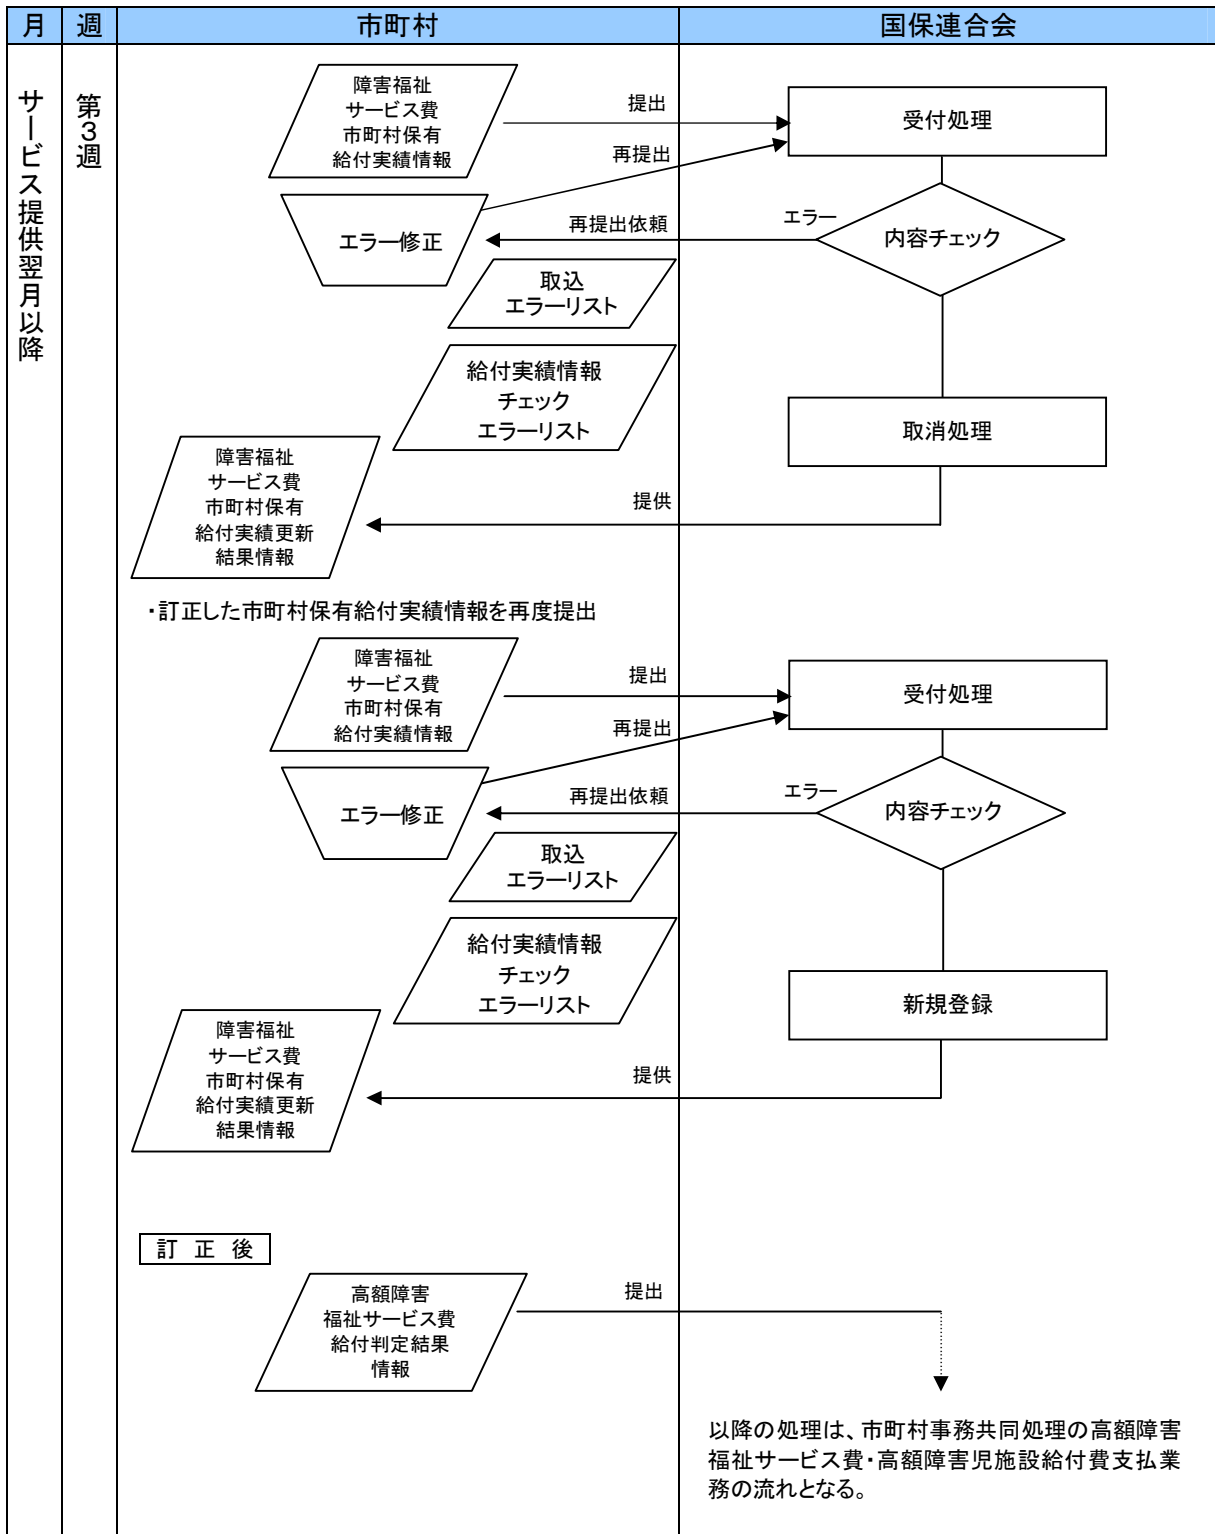 月 週 市町村 国保連合会
サービス提供翌月以降
第3週
障害福祉
サービス費
市町村保有
給付実績情報
提出
受付処理
再提出
エラー修正
再提出依頼
エラー
内容チェック
取込
エラーリスト
給付実績情報
チェック
エラーリスト
取消処理
障害福祉
サービス費
市町村保有
給付実績更新
結果情報
提供
・訂正した市町村保有給付実績情報を再度提出
障害福祉
サービス費
市町村保有
給付実績情報
提出
受付処理
再提出
エラー修正
再提出依頼
エラー
内容チェック
取込
エラーリスト
給付実績情報
チェック
エラーリスト
新規登録
障害福祉
サービス費
市町村保有
給付実績更新
結果情報
提供
訂 正 後
高額障害
福祉サービス費
給付判定結果
情報
提出
以降の処理は、市町村事務共同処理の高額障害
福祉サービス費・高額障害児施設給付費支払業
務の流れとなる。